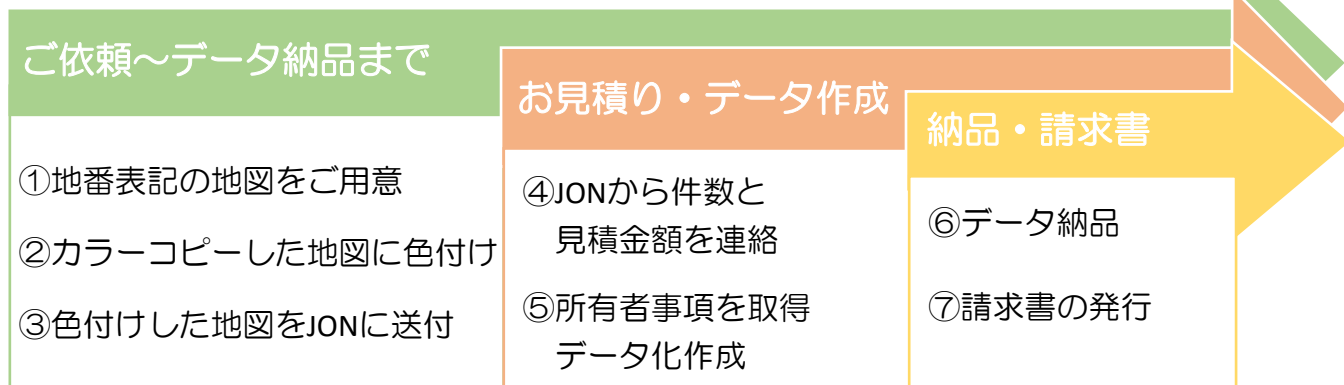 ご依頼～データ納品まで
①地番表記の地図をご用意
②カラーコピーした地図に色付け
③色付けした地図をJONに送付
お見積り・データ作成
④JONから件数と
見積金額を連絡
⑤所有者事項を取得
データ化作成
納品・請求書
⑥データ納品
⑦請求書の発行